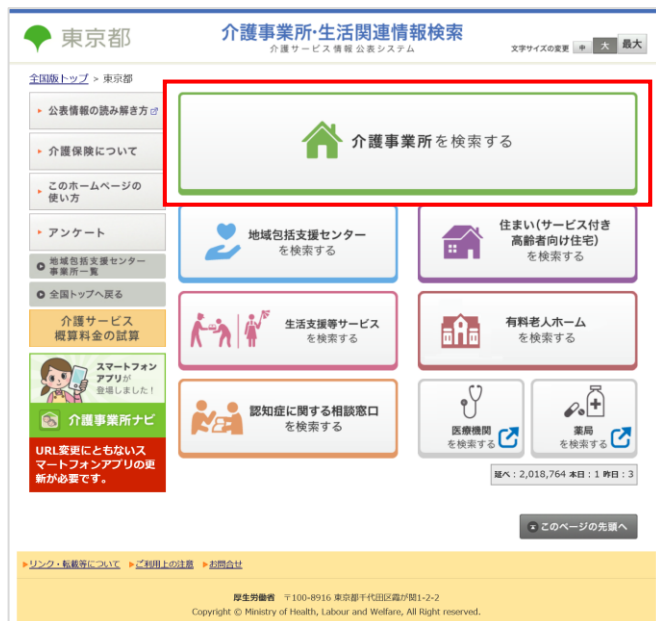 東京都
介護事業所・生活関連情報検索
介護サービス情報公表システム
文字サイズの変更 中 大 最大
全国版トップ > 東京都
公表情報の読み解き方
介護保険について
このホームページの
使い方
アンケート
地域包括支援センター
事業所一覧
全国トップへ戻る
介護サービス
概算料金の試算
スマートフォン
アプリが
登場しました!
介護事業所ナビ
URL変更にともないス
マートフォンアプリの更
新が必要です。
介護事業所を検索する
地域包括支援センター
を検索する
住まい(サービス付き
高齢者向け住宅)
を検索する
生活支援等サービス
を検索する
有料老人ホーム
を検索する
認知症に関する相談窓口
を検索する
医療機関
を検索する
薬局
を検索する
延べ:2,018,764 本日:1 昨日:3
このページの先頭へ
リンク・転載等について ご利用上の注意 お問合せ
厚生労働省 〒100-8916 東京都千代田区霞が関1-2-2
Copyright © Ministry of Health, Labour and Welfare, All Right reserved.